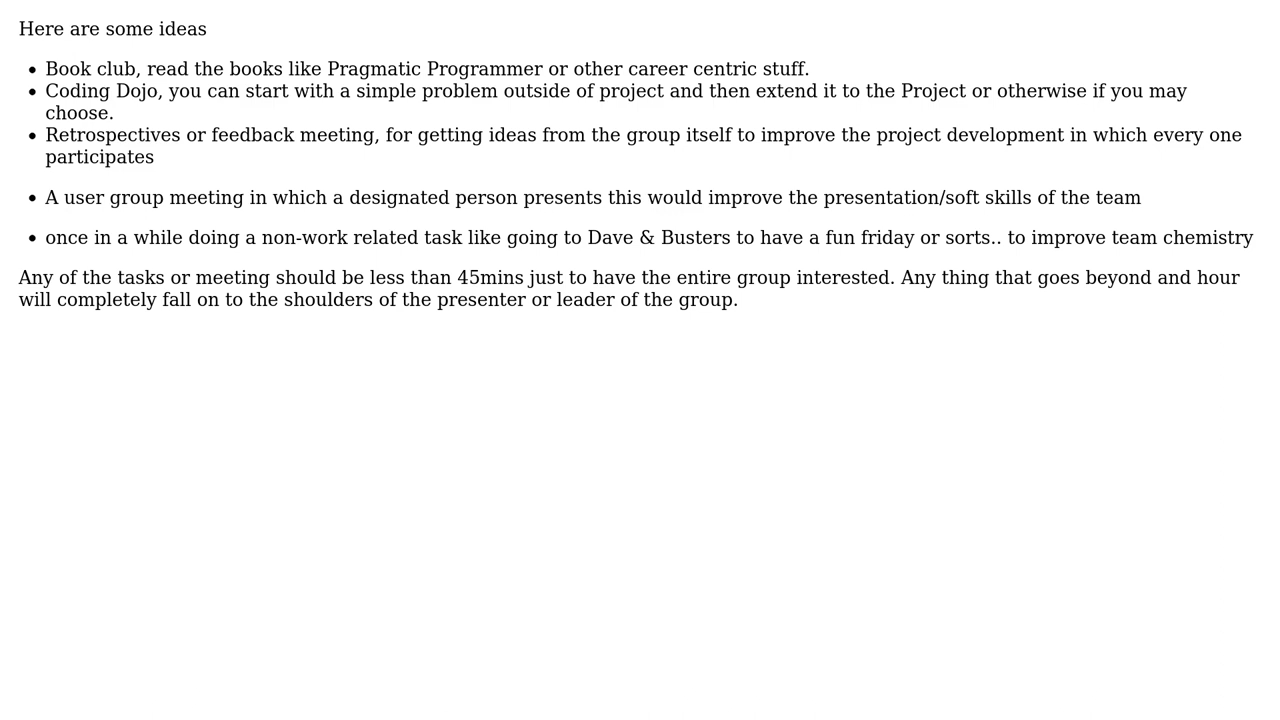 Here are some ideas
• Book club, read the books like Pragmatic Programmer or other career centric stuff.
• Coding Dojo, you can start with a simple problem outside of project and then extend it to the Project or otherwise if you may
choose.
• Retrospectives or feedback meeting, for getting ideas from the group itself to improve the project development in which every one
participates
• A user group meeting in which a designated person presents this would improve the presentation/soft skills of the team
• once in a while doing a non-work related task like going to Dave & Busters to have a fun friday or sorts.. to improve team chemistry
Any of the tasks or meeting should be less than 45mins just to have the entire group interested. Any thing that goes beyond and hour
will completely fall on to the shoulders of the presenter or leader of the group.